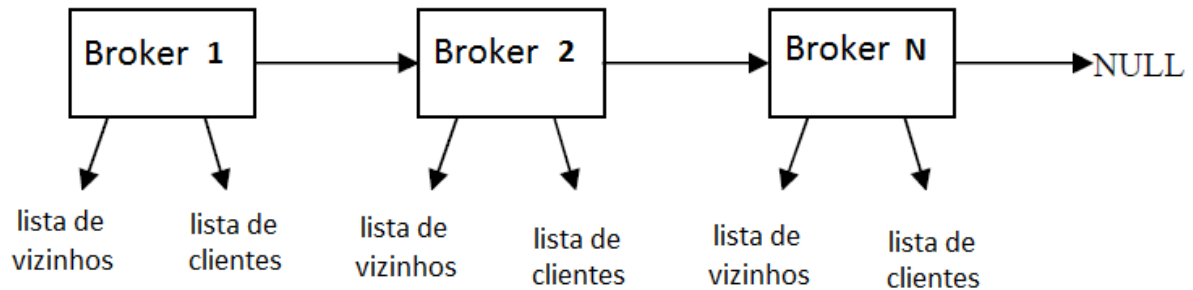 Broker 1
Broker 2
Broker N
NULL
lista de
vizinhos
lista de
clientes
lista de
vizinhos
lista de
clientes
lista de
vizinhos
lista de
clientes